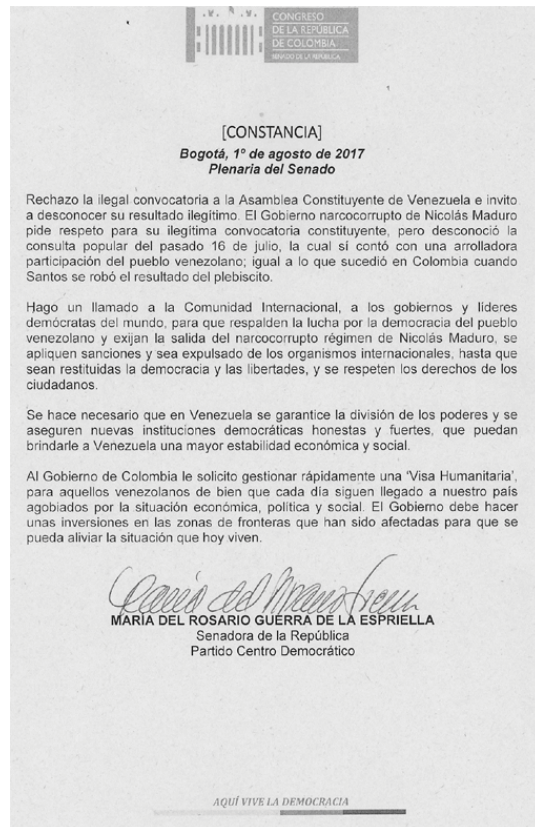 CONGRESO
DE LA REPÚBLICA
DE COLOMBIA
SENADO DE LA REPÚBLICA
[CONSTANCIA]
Bogotá, 1º de agosto de 2017
Plenaria del Senado
Rechazo la ilegal convocatoria a la Asamblea Constituyente de Venezuela e invito
a desconocer su resultado ilegítimo. El Gobierno narcocorrupto de Nicolás Maduro
pide respeto para su ilegítima convocatoria constituyente, pero desconoció la
consulta popular del pasado 16 de julio, la cual sí contó con una arrolladora
participación del pueblo venezolano; igual a lo que sucedió en Colombia cuando
Santos se robó el resultado del plebiscito.
Hago un llamado a la Comunidad Internacional, a los gobiernos y líderes
demócratas del mundo, para que respalden la lucha por la democracia del pueblo
venezolano y exijan la salida del narcocorrupto régimen de Nicolás Maduro, se
apliquen sanciones y sea expulsado de los organismos internacionales, hasta que
sean restituidas la democracia y las libertades, y se respeten los derechos de los
ciudadanos.
Se hace necesario que en Venezuela se garantice la división de los poderes y se
aseguren nuevas instituciones democráticas honestas y fuertes, que puedan
brindarle a Venezuela una mayor estabilidad económica y social.
Al Gobierno de Colombia le solicito gestionar rápidamente una 'Visa Humanitaria',
para aquellos venezolanos de bien que cada día siguen llegado a nuestro país
agobiados por la situación económica, política y social. El Gobierno debe hacer
unas inversiones en las zonas de fronteras que han sido afectadas para que se
pueda aliviar la situación que hoy viven.
MARÍA DEL ROSARIO GUERRA DE LA ESPRIELLA
Senadora de la República
Partido Centro Democrático
AQUÍ VIVE LA DEMOCRACIA